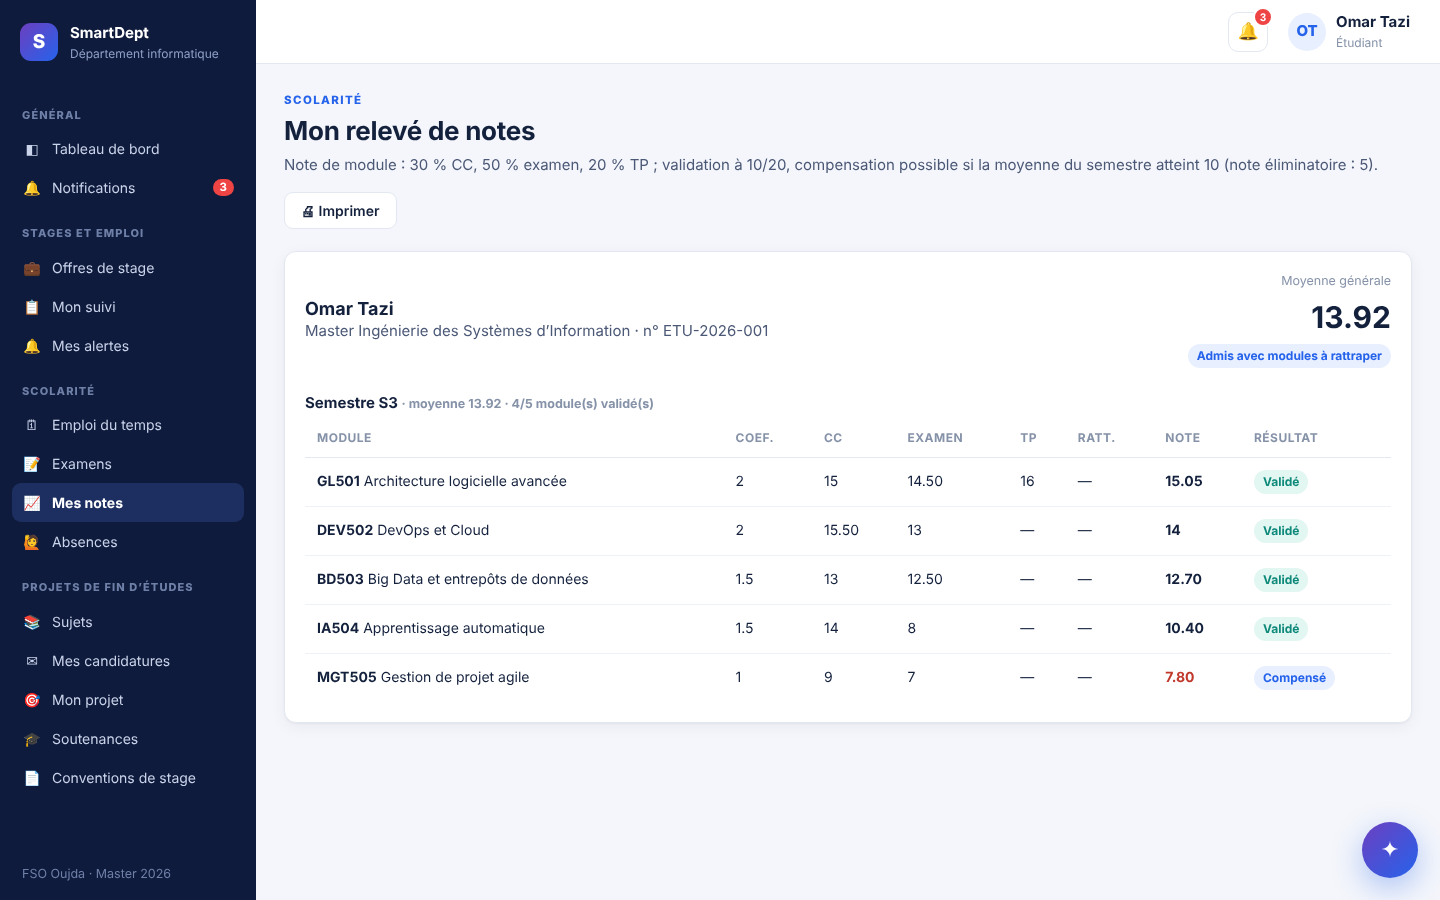 S
SmartDept
Département informatique
GÉNÉRAL
Tableau de bord
Notifications 3
STAGES ET EMPLOI
Offres de stage
Mon suivi
Mes alertes
SCOLARITÉ
Emploi du temps
Examens
Mes notes
Absences
PROJETS DE FIN D’ÉTUDES
Sujets
Mes candidatures
Mon projet
Soutenances
Conventions de stage
FSO Oujda · Master 2026
3
OT
Omar Tazi
Étudiant
SCOLARITÉ
Mon relevé de notes
Note de module : 30 % CC, 50 % examen, 20 % TP ; validation à 10/20, compensation possible si la moyenne du semestre atteint 10 (note éliminatoire : 5).
Imprimer
Omar Tazi
Master Ingénierie des Systèmes d’Information · n° ETU-2026-001
Moyenne générale
13.92
Admis avec modules à rattraper
Semestre S3 · moyenne 13.92 · 4/5 module(s) validé(s)
MODULE COEF. CC EXAMEN TP RATT. NOTE RÉSULTAT
GL501 Architecture logicielle avancée 2 15 14.50 16 — 15.05 Validé
DEV502 DevOps et Cloud 2 15.50 13 — — 14 Validé
BD503 Big Data et entrepôts de données 1.5 13 12.50 — — 12.70 Validé
IA504 Apprentissage automatique 1.5 14 8 — — 10.40 Validé
MGT505 Gestion de projet agile 1 9 7 — — 7.80 Compensé